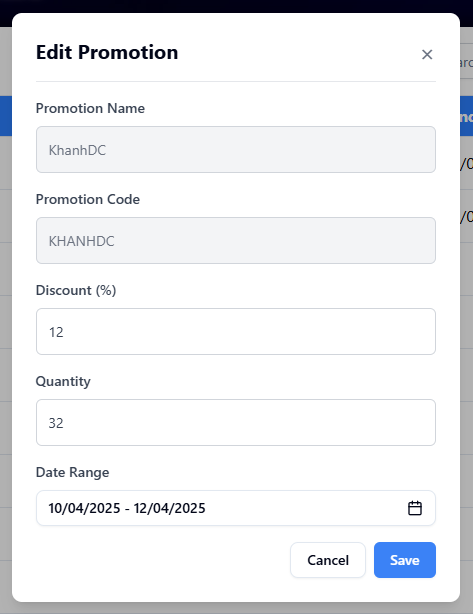 Edit Promotion
Promotion Name
KhanhDC
Promotion Code
KHANHDC
Discount (%)
12
Quantity
32
Date Range
10/04/2025 - 12/04/2025
Cancel
Save